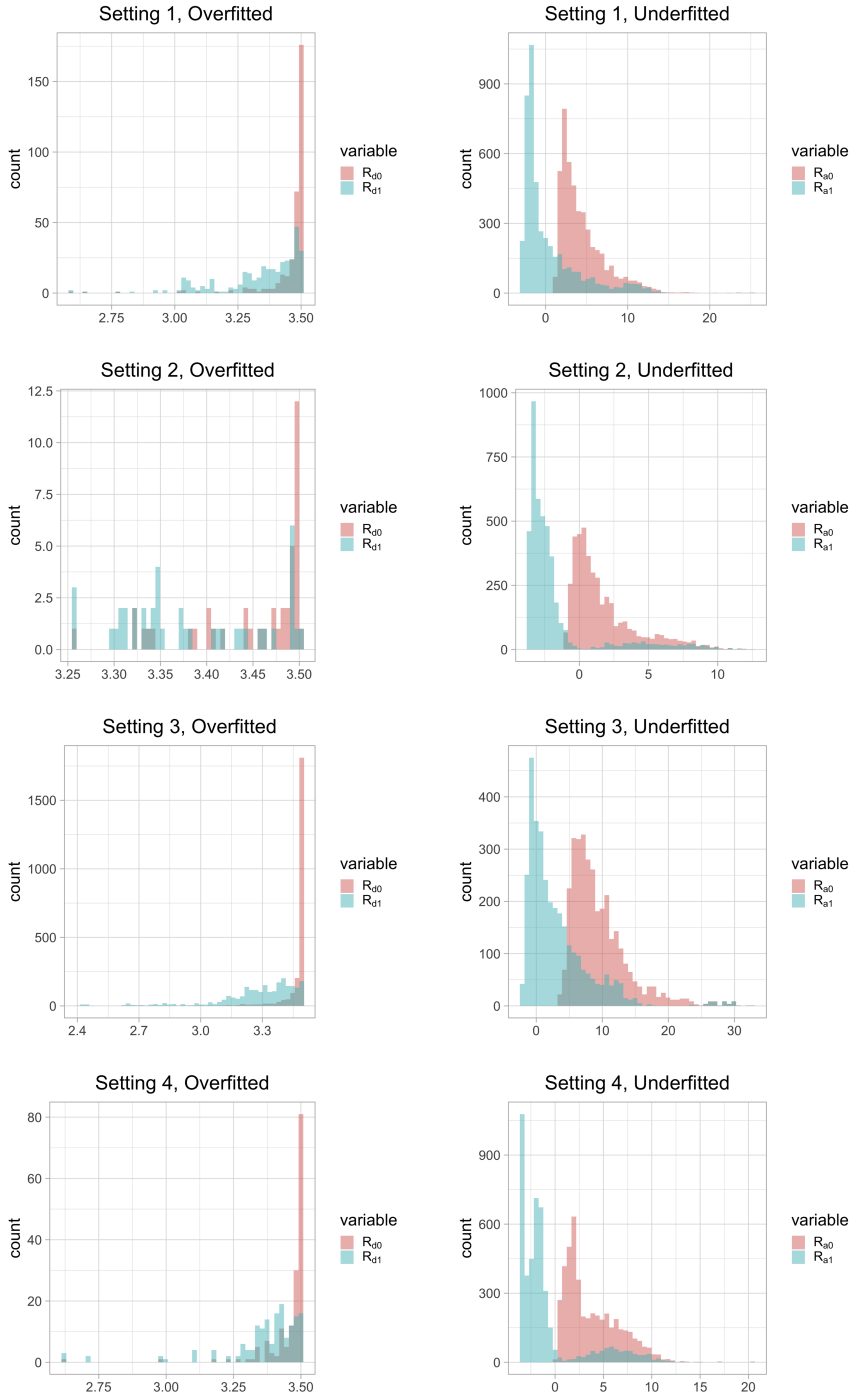 Setting 1, Overfitted
count
150
100
50
0
2.75 3.00 3.25 3.50
variable
Rd0
Rd1
Setting 1, Underfitted
count
900
600
300
0
0 10 20
variable
Ra0
Ra1
Setting 2, Overfitted
count
12.5
10.0
7.5
5.0
2.5
0.0
3.25 3.30 3.35 3.40 3.45 3.50
variable
Rd0
Rd1
Setting 2, Underfitted
count
1000
750
500
250
0
0 5 10
variable
Ra0
Ra1
Setting 3, Overfitted
count
1500
1000
500
0
2.4 2.7 3.0 3.3
variable
Rd0
Rd1
Setting 3, Underfitted
count
400
300
200
100
0
0 10 20 30
variable
Ra0
Ra1
Setting 4, Overfitted
count
80
60
40
20
0
2.75 3.00 3.25 3.50
variable
Rd0
Rd1
Setting 4, Underfitted
count
900
600
300
0
0 5 10 15 20
variable
Ra0
Ra1